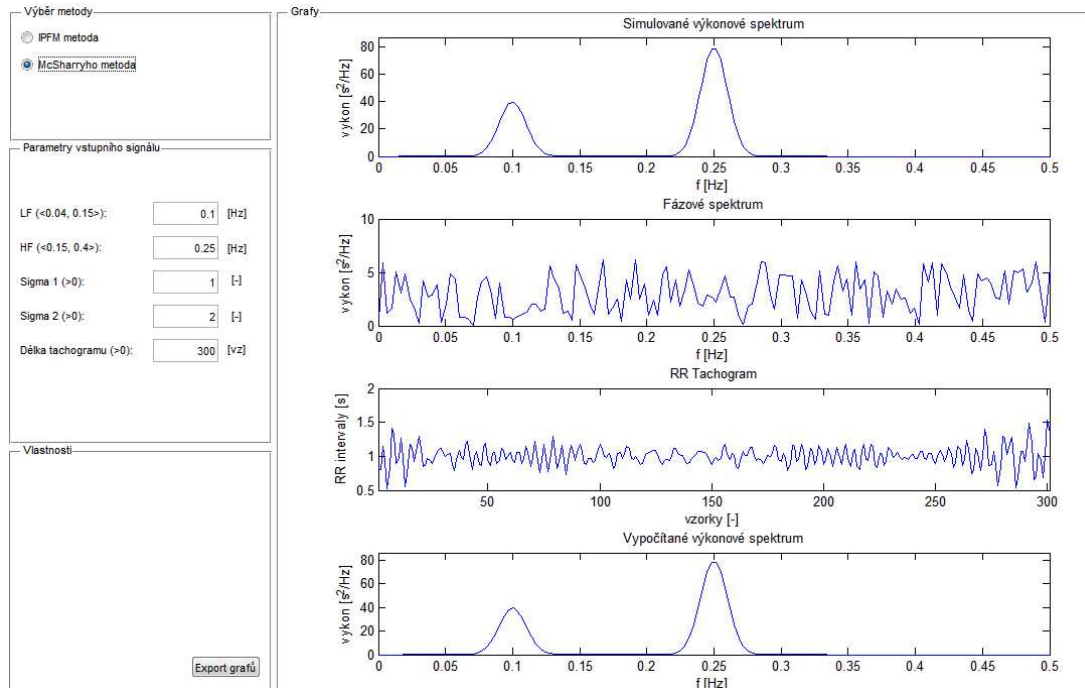 Výběr metody
IPFM metoda
McSharryho metoda
Parametry vstupního signálu
LF (<0.04, 0.15>): 0.1 [Hz]
HF (<0.15, 0.4>): 0.25 [Hz]
Sigma 1 (>0): 1 [-]
Sigma 2 (>0): 2 [-]
Délka tachogramu (>0): 300 [vz]
Vlastnosti
Export grafů
Grafy
Simulované výkonové spektrum
výkon [s²/Hz]
80
60
40
20
0
0 0.05 0.1 0.15 0.2 0.25 0.3 0.35 0.4 0.45 0.5
f [Hz]
Fázové spektrum
výkon [s²/Hz]
10
5
0
0 0.05 0.1 0.15 0.2 0.25 0.3 0.35 0.4 0.45 0.5
f [Hz]
RR Tachogram
RR intervaly [s]
2
1.5
1
0.5
50 100 150 200 250 300
vzorky [-]
Vypočítané výkonové spektrum
výkon [s²/Hz]
80
60
40
20
0
0 0.05 0.1 0.15 0.2 0.25 0.3 0.35 0.4 0.45 0.5
f [Hz]